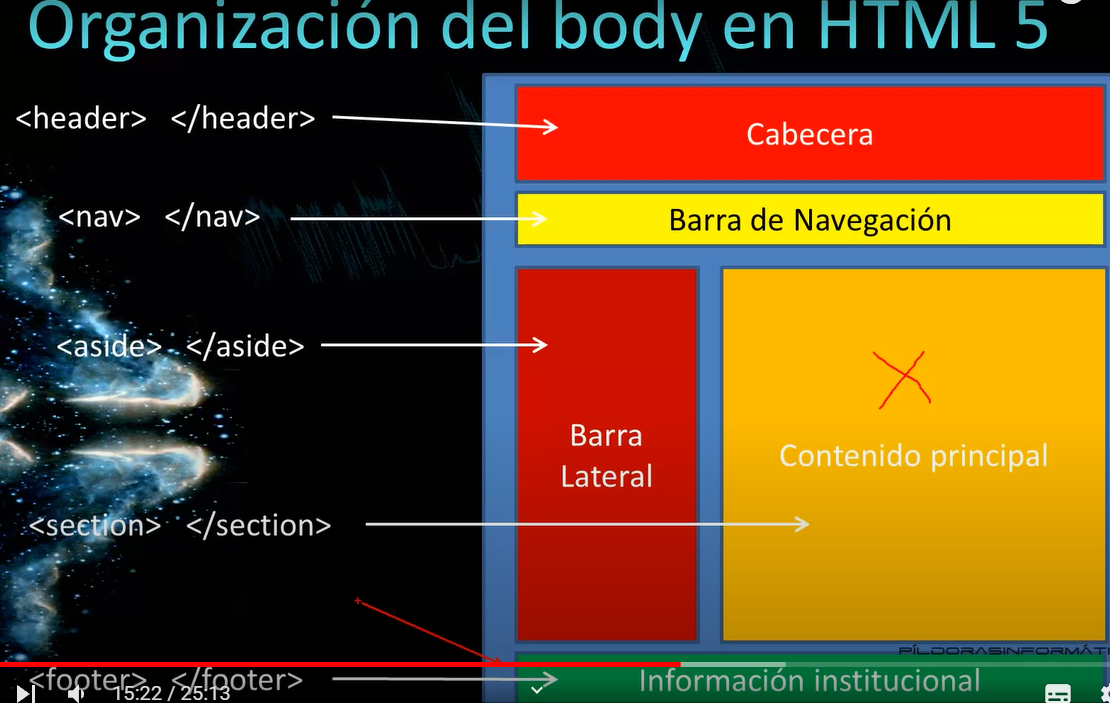 Organización del body en HTML 5
<header> </header>
Cabecera
<nav> </nav>
Barra de Navegación
<aside> </aside>
Barra
Lateral
Contenido principal
<section> </section>
PÍLDORASINFORMÁT
<footer> </footer>
Información institucional
15:22 / 25:13